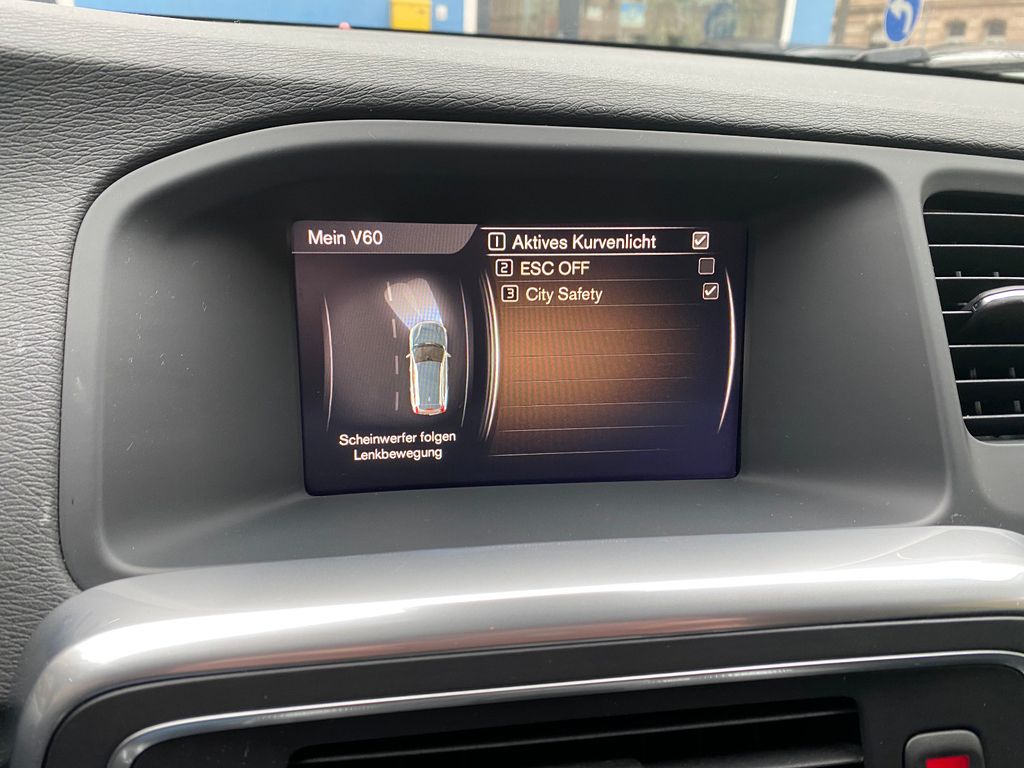 Mein V60
1 Aktives Kurvenlicht
2 ESC OFF
3 City Safety
Scheinwerfer folgen
Lenkbewegung